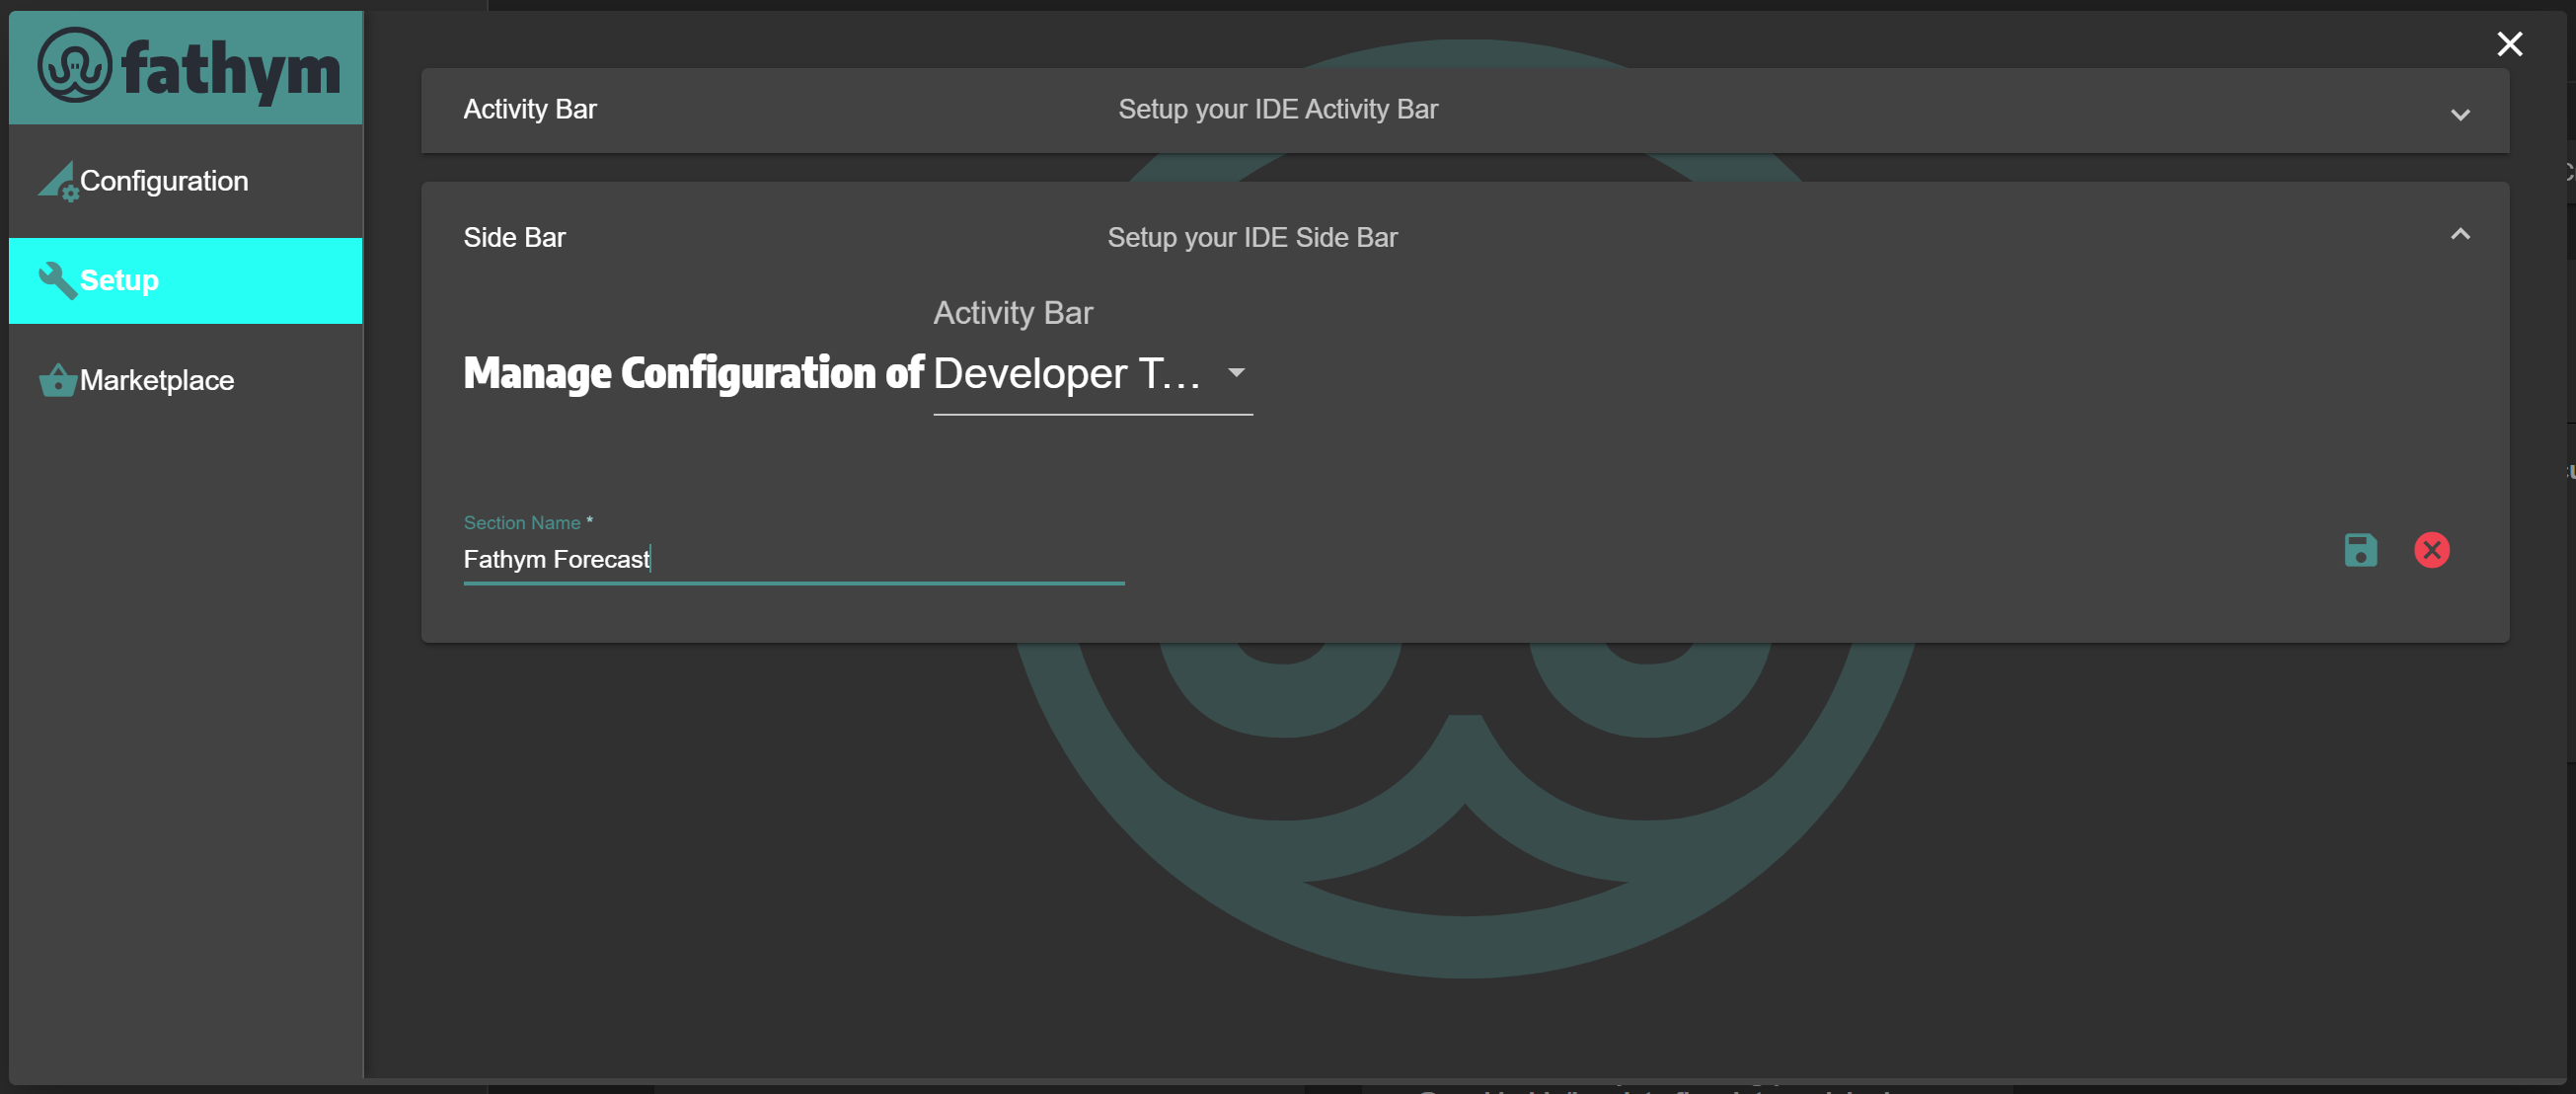 fathym
Configuration
Setup
Marketplace
Activity Bar
Setup your IDE Activity Bar
Side Bar
Setup your IDE Side Bar
Activity Bar
Manage Configuration of Developer T...
Section Name *
Fathym Forecast